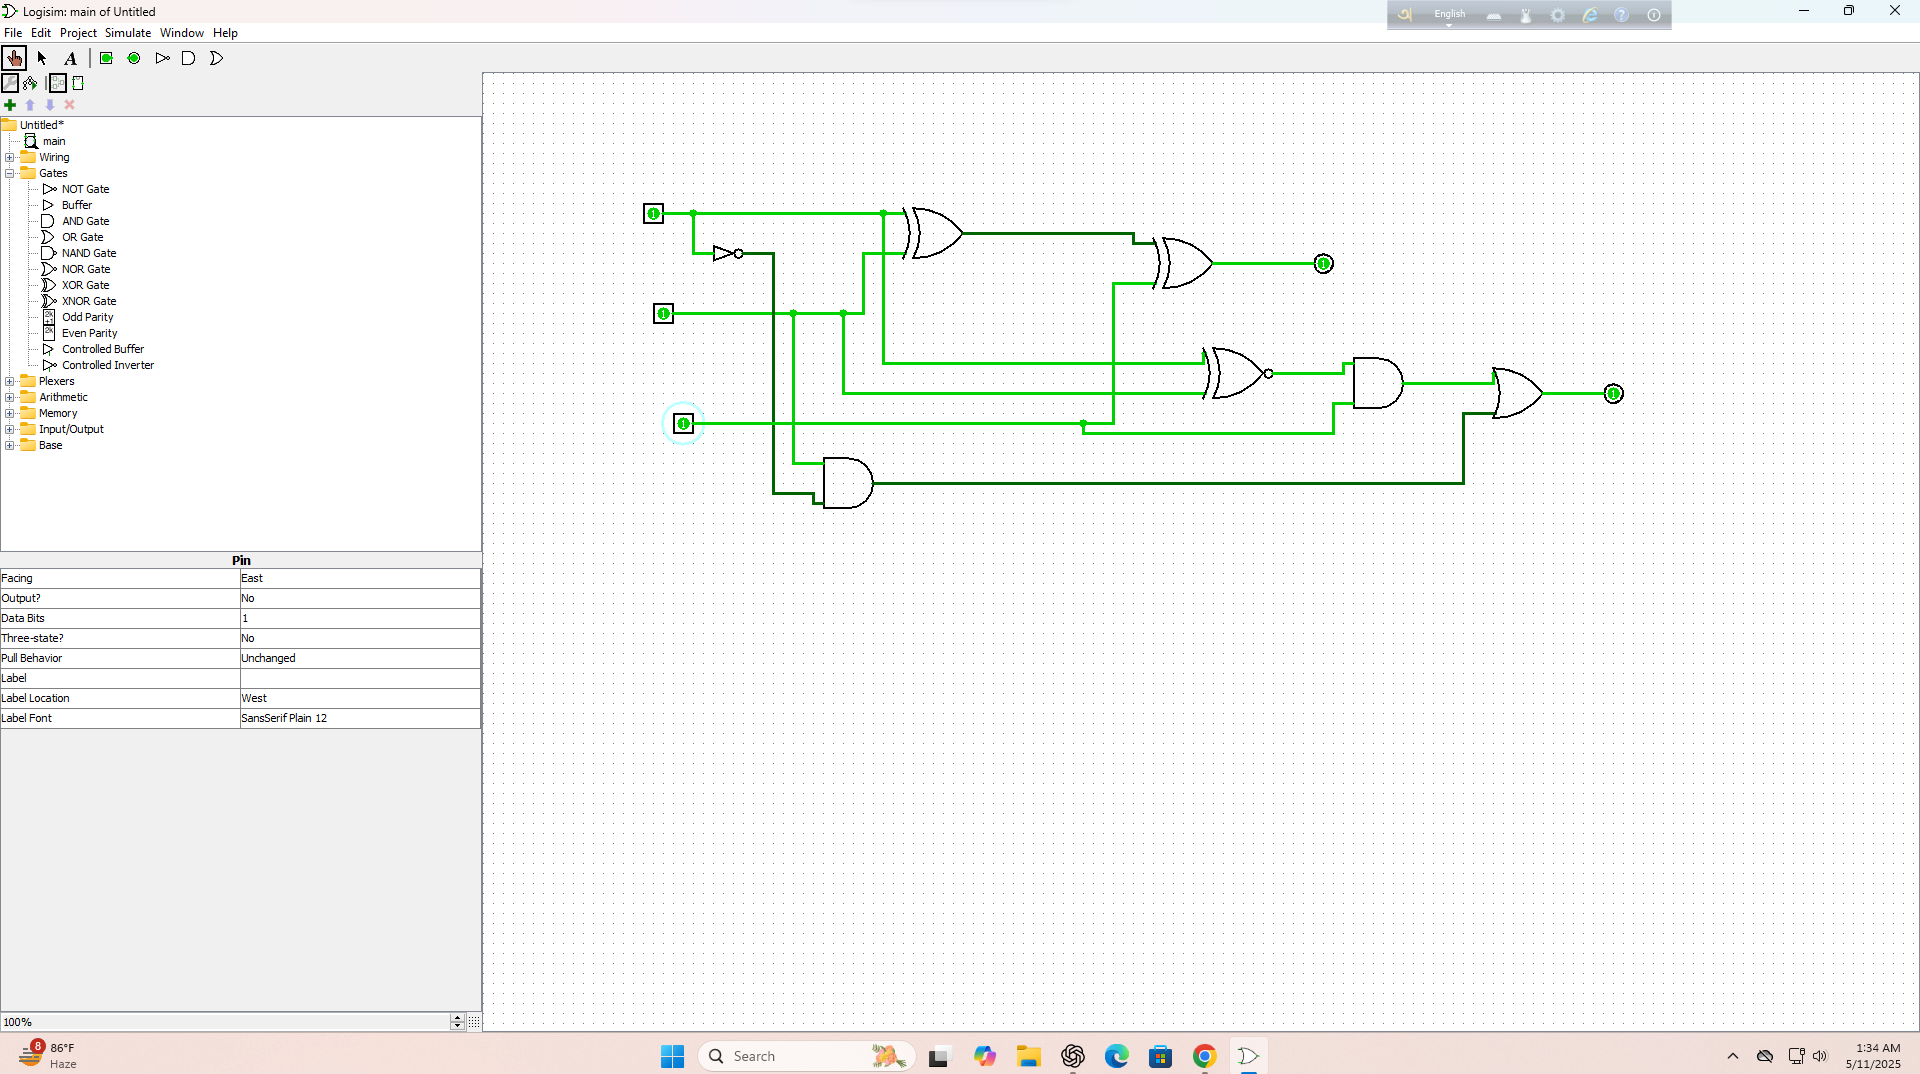 Logisim: main of Untitled
অ English
File Edit Project Simulate Window Help
A
Untitled*
main
Wiring
Gates
NOT Gate
Buffer
AND Gate
OR Gate
NAND Gate
NOR Gate
XOR Gate
XNOR Gate
2k+1 Odd Parity
2k Even Parity
Controlled Buffer
Controlled Inverter
Plexers
Arithmetic
Memory
Input/Output
Base
1
1
1
1
1
Pin
Facing East
Output? No
Data Bits 1
Three-state? No
Pull Behavior Unchanged
Label
Label Location West
Label Font SansSerif Plain 12
100%
8
86°F
Haze
Search
1:34 AM
5/11/2025